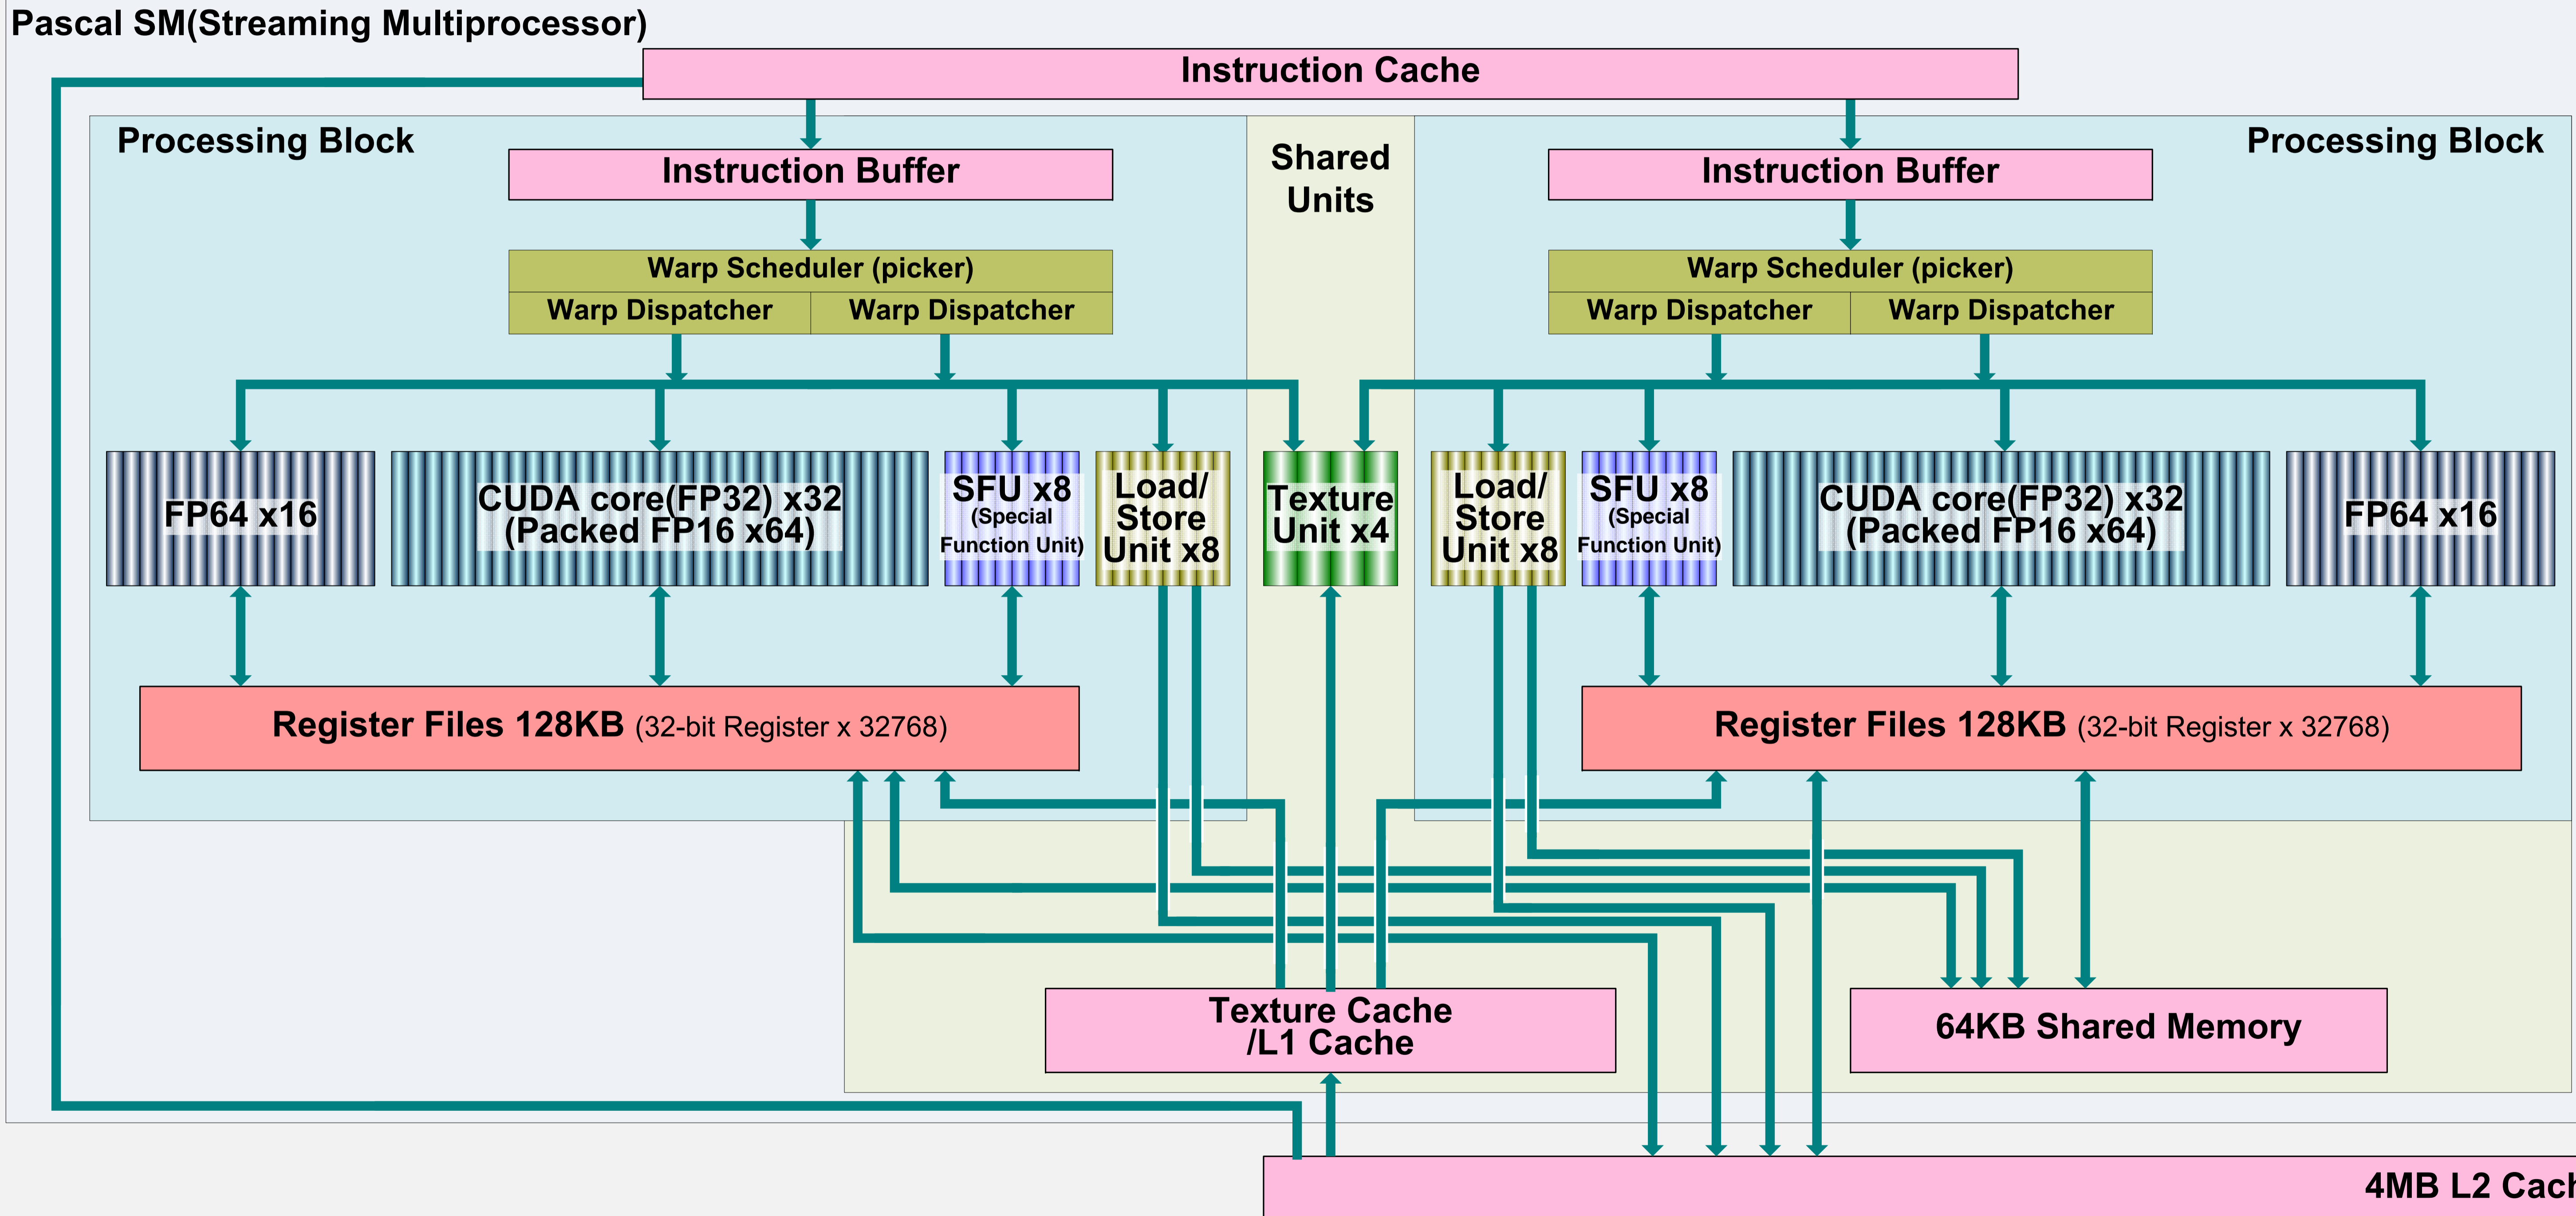 Pascal SM(Streaming Multiprocessor)
Instruction Cache
Processing Block
Shared
Units
Processing Block
Instruction Buffer
Instruction Buffer
Warp Scheduler (picker)
Warp Dispatcher
Warp Dispatcher
Warp Scheduler (picker)
Warp Dispatcher
Warp Dispatcher
FP64 x16
CUDA core(FP32) x32
(Packed FP16 x64)
SFU x8
(Special
Function Unit)
Load/
Store
Unit x8
Texture
Unit x4
Load/
Store
Unit x8
SFU x8
(Special
Function Unit)
CUDA core(FP32) x32
(Packed FP16 x64)
FP64 x16
Register Files 128KB (32-bit Register x 32768)
Register Files 128KB (32-bit Register x 32768)
Texture Cache
/L1 Cache
64KB Shared Memory
4MB L2